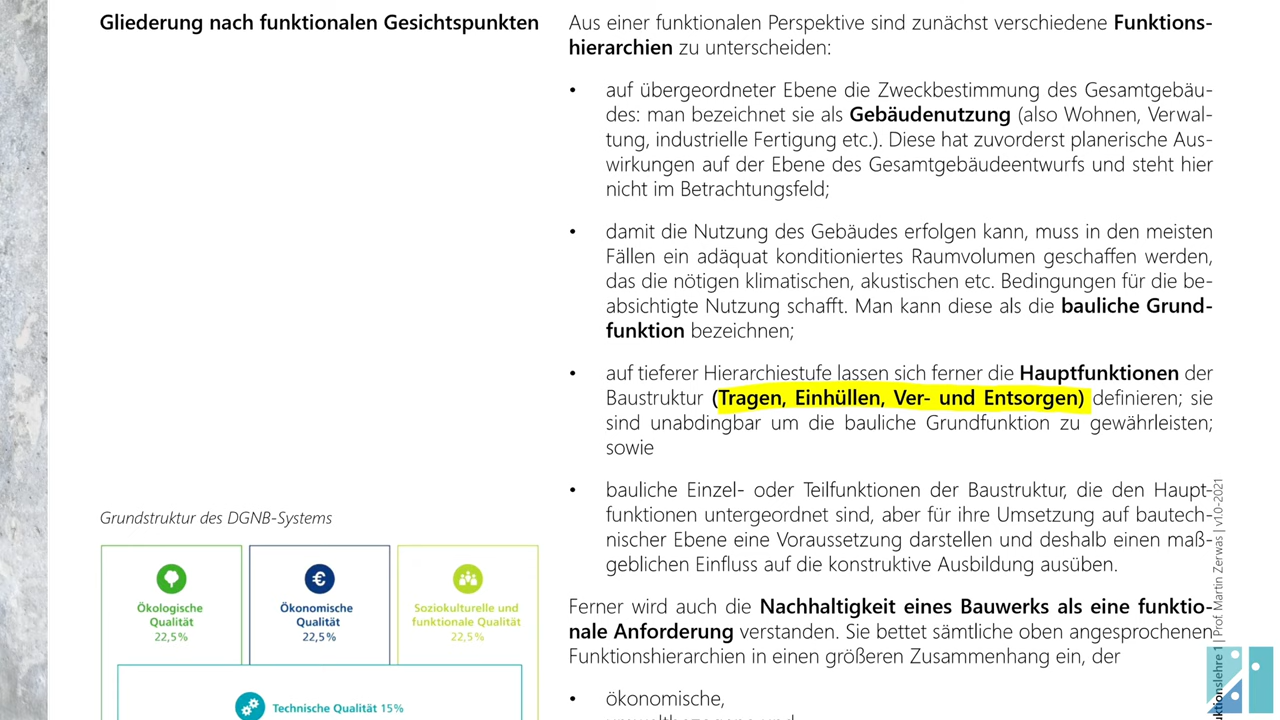 Gliederung nach funktionalen Gesichtspunkten
Aus einer funktionalen Perspektive sind zunächst verschiedene Funktions-
hierarchien zu unterscheiden:
• auf übergeordneter Ebene die Zweckbestimmung des Gesamtgebäu-
des: man bezeichnet sie als Gebäudenutzung (also Wohnen, Verwal-
tung, industrielle Fertigung etc.). Diese hat zuvorderst planerische Aus-
wirkungen auf der Ebene des Gesamtgebäudeentwurfs und steht hier
nicht im Betrachtungsfeld;
• damit die Nutzung des Gebäudes erfolgen kann, muss in den meisten
Fällen ein adäquat konditioniertes Raumvolumen geschaffen werden,
das die nötigen klimatischen, akustischen etc. Bedingungen für die be-
absichtigte Nutzung schafft. Man kann diese als die bauliche Grund-
funktion bezeichnen;
• auf tieferer Hierarchiestufe lassen sich ferner die Hauptfunktionen der
Baustruktur (Tragen, Einhüllen, Ver- und Entsorgen) definieren; sie
sind unabdingbar um die bauliche Grundfunktion zu gewährleisten;
sowie
• bauliche Einzel- oder Teilfunktionen der Baustruktur, die den Haupt-
funktionen untergeordnet sind, aber für ihre Umsetzung auf bautech-
nischer Ebene eine Voraussetzung darstellen und deshalb einen maß-
geblichen Einfluss auf die konstruktive Ausbildung ausüben.
Ferner wird auch die Nachhaltigkeit eines Bauwerks als eine funktio-
nale Anforderung verstanden. Sie bettet sämtliche oben angesprochenen
Funktionshierarchien in einen größeren Zusammenhang ein, der
• ökonomische,
Grundstruktur des DGNB-Systems
Ökologische
Qualität
22,5%
Ökonomische
Qualität
22,5%
Soziokulturelle und
funktionale Qualität
22,5%
Technische Qualität 15%
uktionslehre 1 | Prof. Martin Zerwas | v1.0-2021